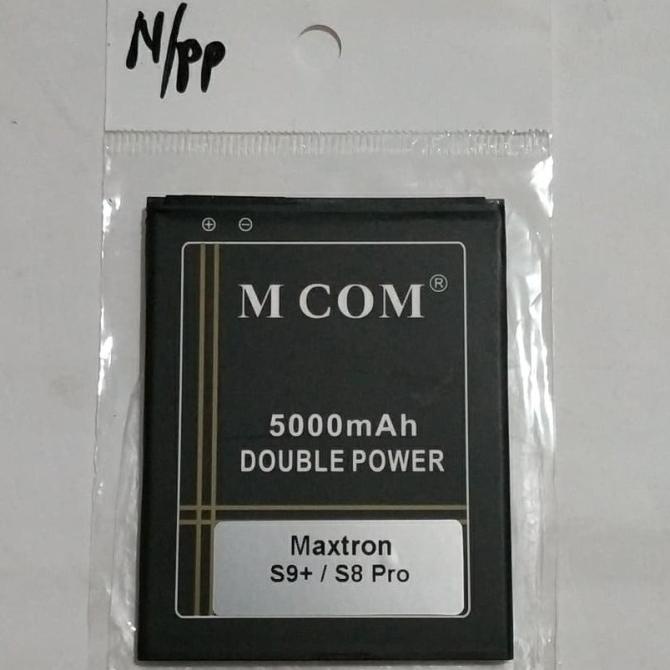 N/pp
⊕ ⊖
M COM®
5000mAh
DOUBLE POWER
Maxtron
S9+ / S8 Pro